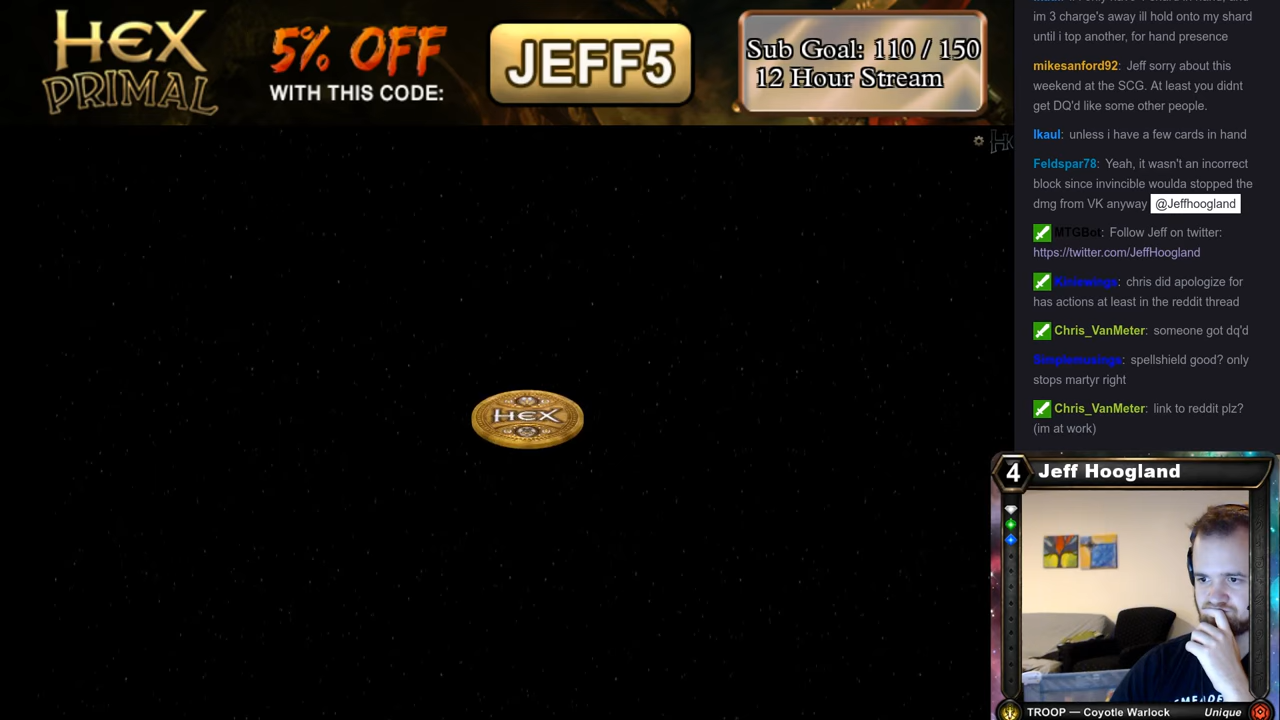 HEX
PRIMAL
5% OFF
WITH THIS CODE:
JEFF5
Sub Goal: 110 / 150
12 Hour Stream
im 3 charge's away ill hold onto my shard
until i top another, for hand presence
mikesanford92: Jeff sorry about this
weekend at the SCG. At least you didnt
get DQ'd like some other people.
lkaul: unless i have a few cards in hand
Feldspar78: Yeah, it wasn't an incorrect
block since invincible woulda stopped the
dmg from VK anyway @Jeffhoogland
MTGBot: Follow Jeff on twitter:
https://twitter.com/JeffHoogland
: chris did apologize for
has actions at least in the reddit thread
Chris_VanMeter: someone got dq'd
: spellshield good? only
stops martyr right
Chris_VanMeter: link to reddit plz?
(im at work)
HEX
4 Jeff Hoogland
TROOP — Coyotle Warlock Unique